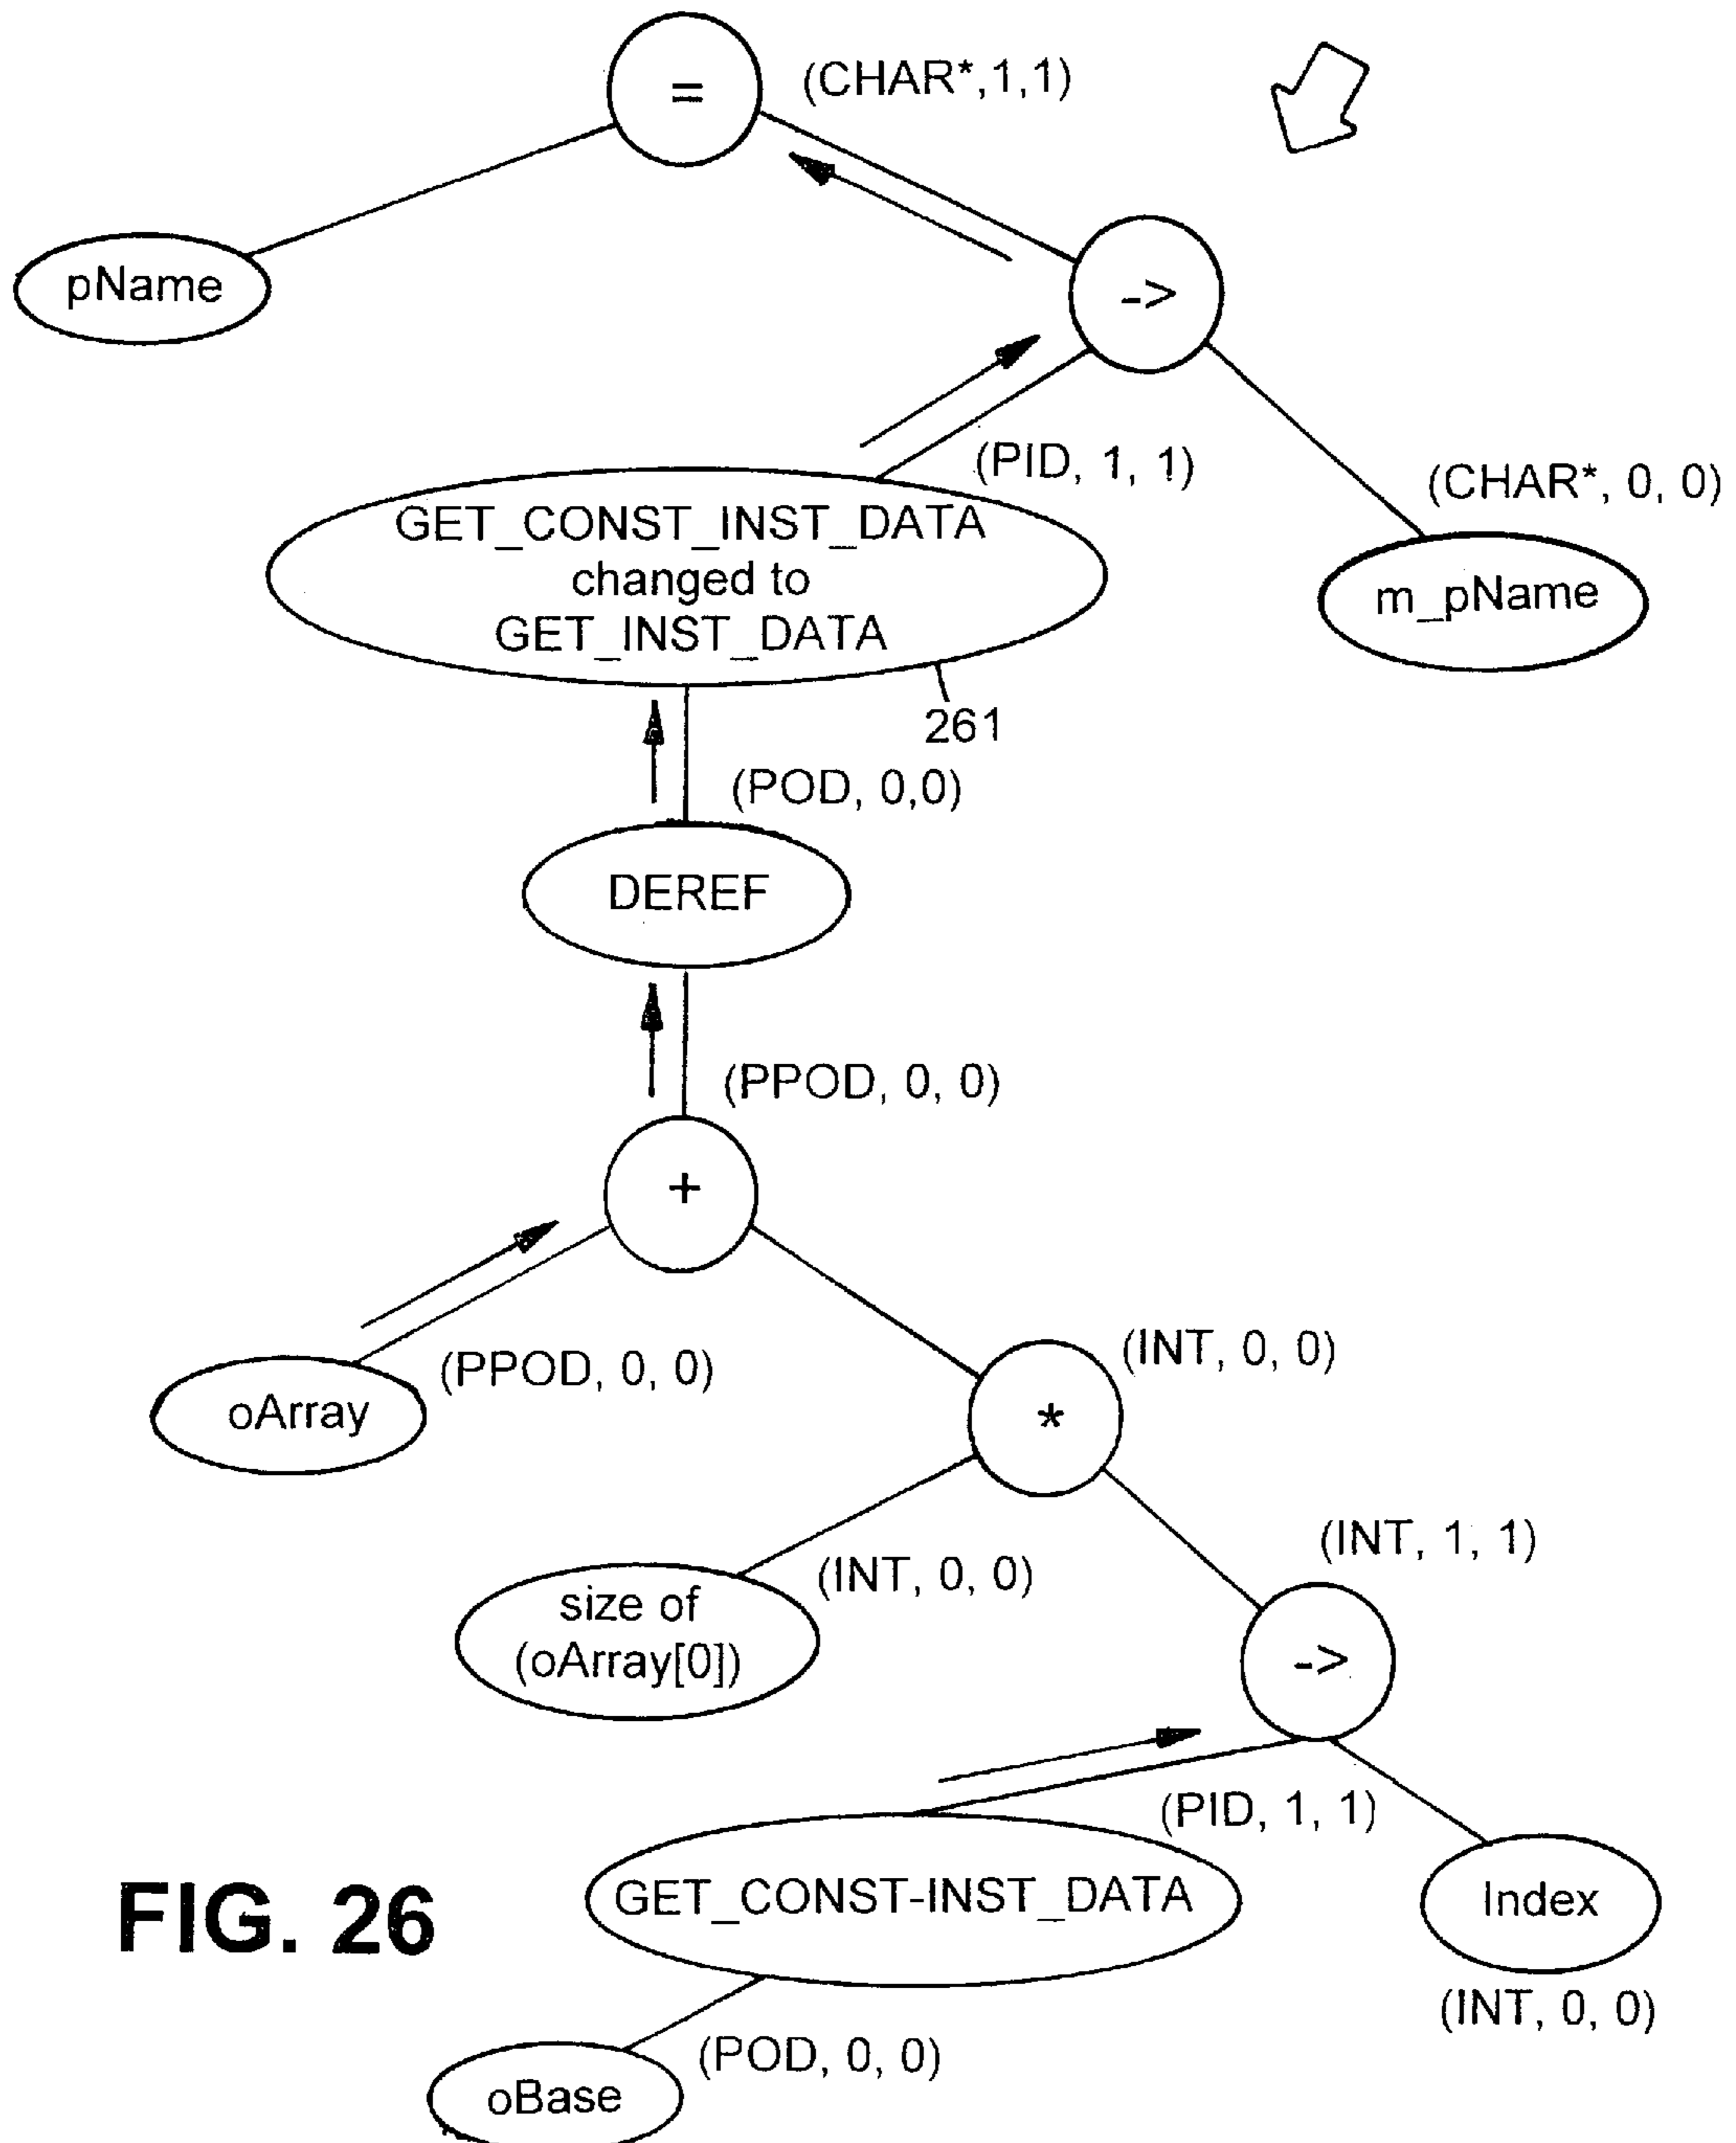 =
(CHAR*,1,1)
pName
->
(PID, 1, 1)
(CHAR*, 0, 0)
GET_CONST_INST_DATA
changed to
GET_INST_DATA
m_pName
261
(POD, 0,0)
DEREF
(PPOD, 0, 0)
+
(PPOD, 0, 0)
oArray
(INT, 0, 0)
*
(INT, 1, 1)
(INT, 0, 0)
size of
(oArray[0])
->
(PID, 1, 1)
GET_CONST-INST_DATA
Index
(INT, 0, 0)
FIG. 26
(POD, 0, 0)
oBase